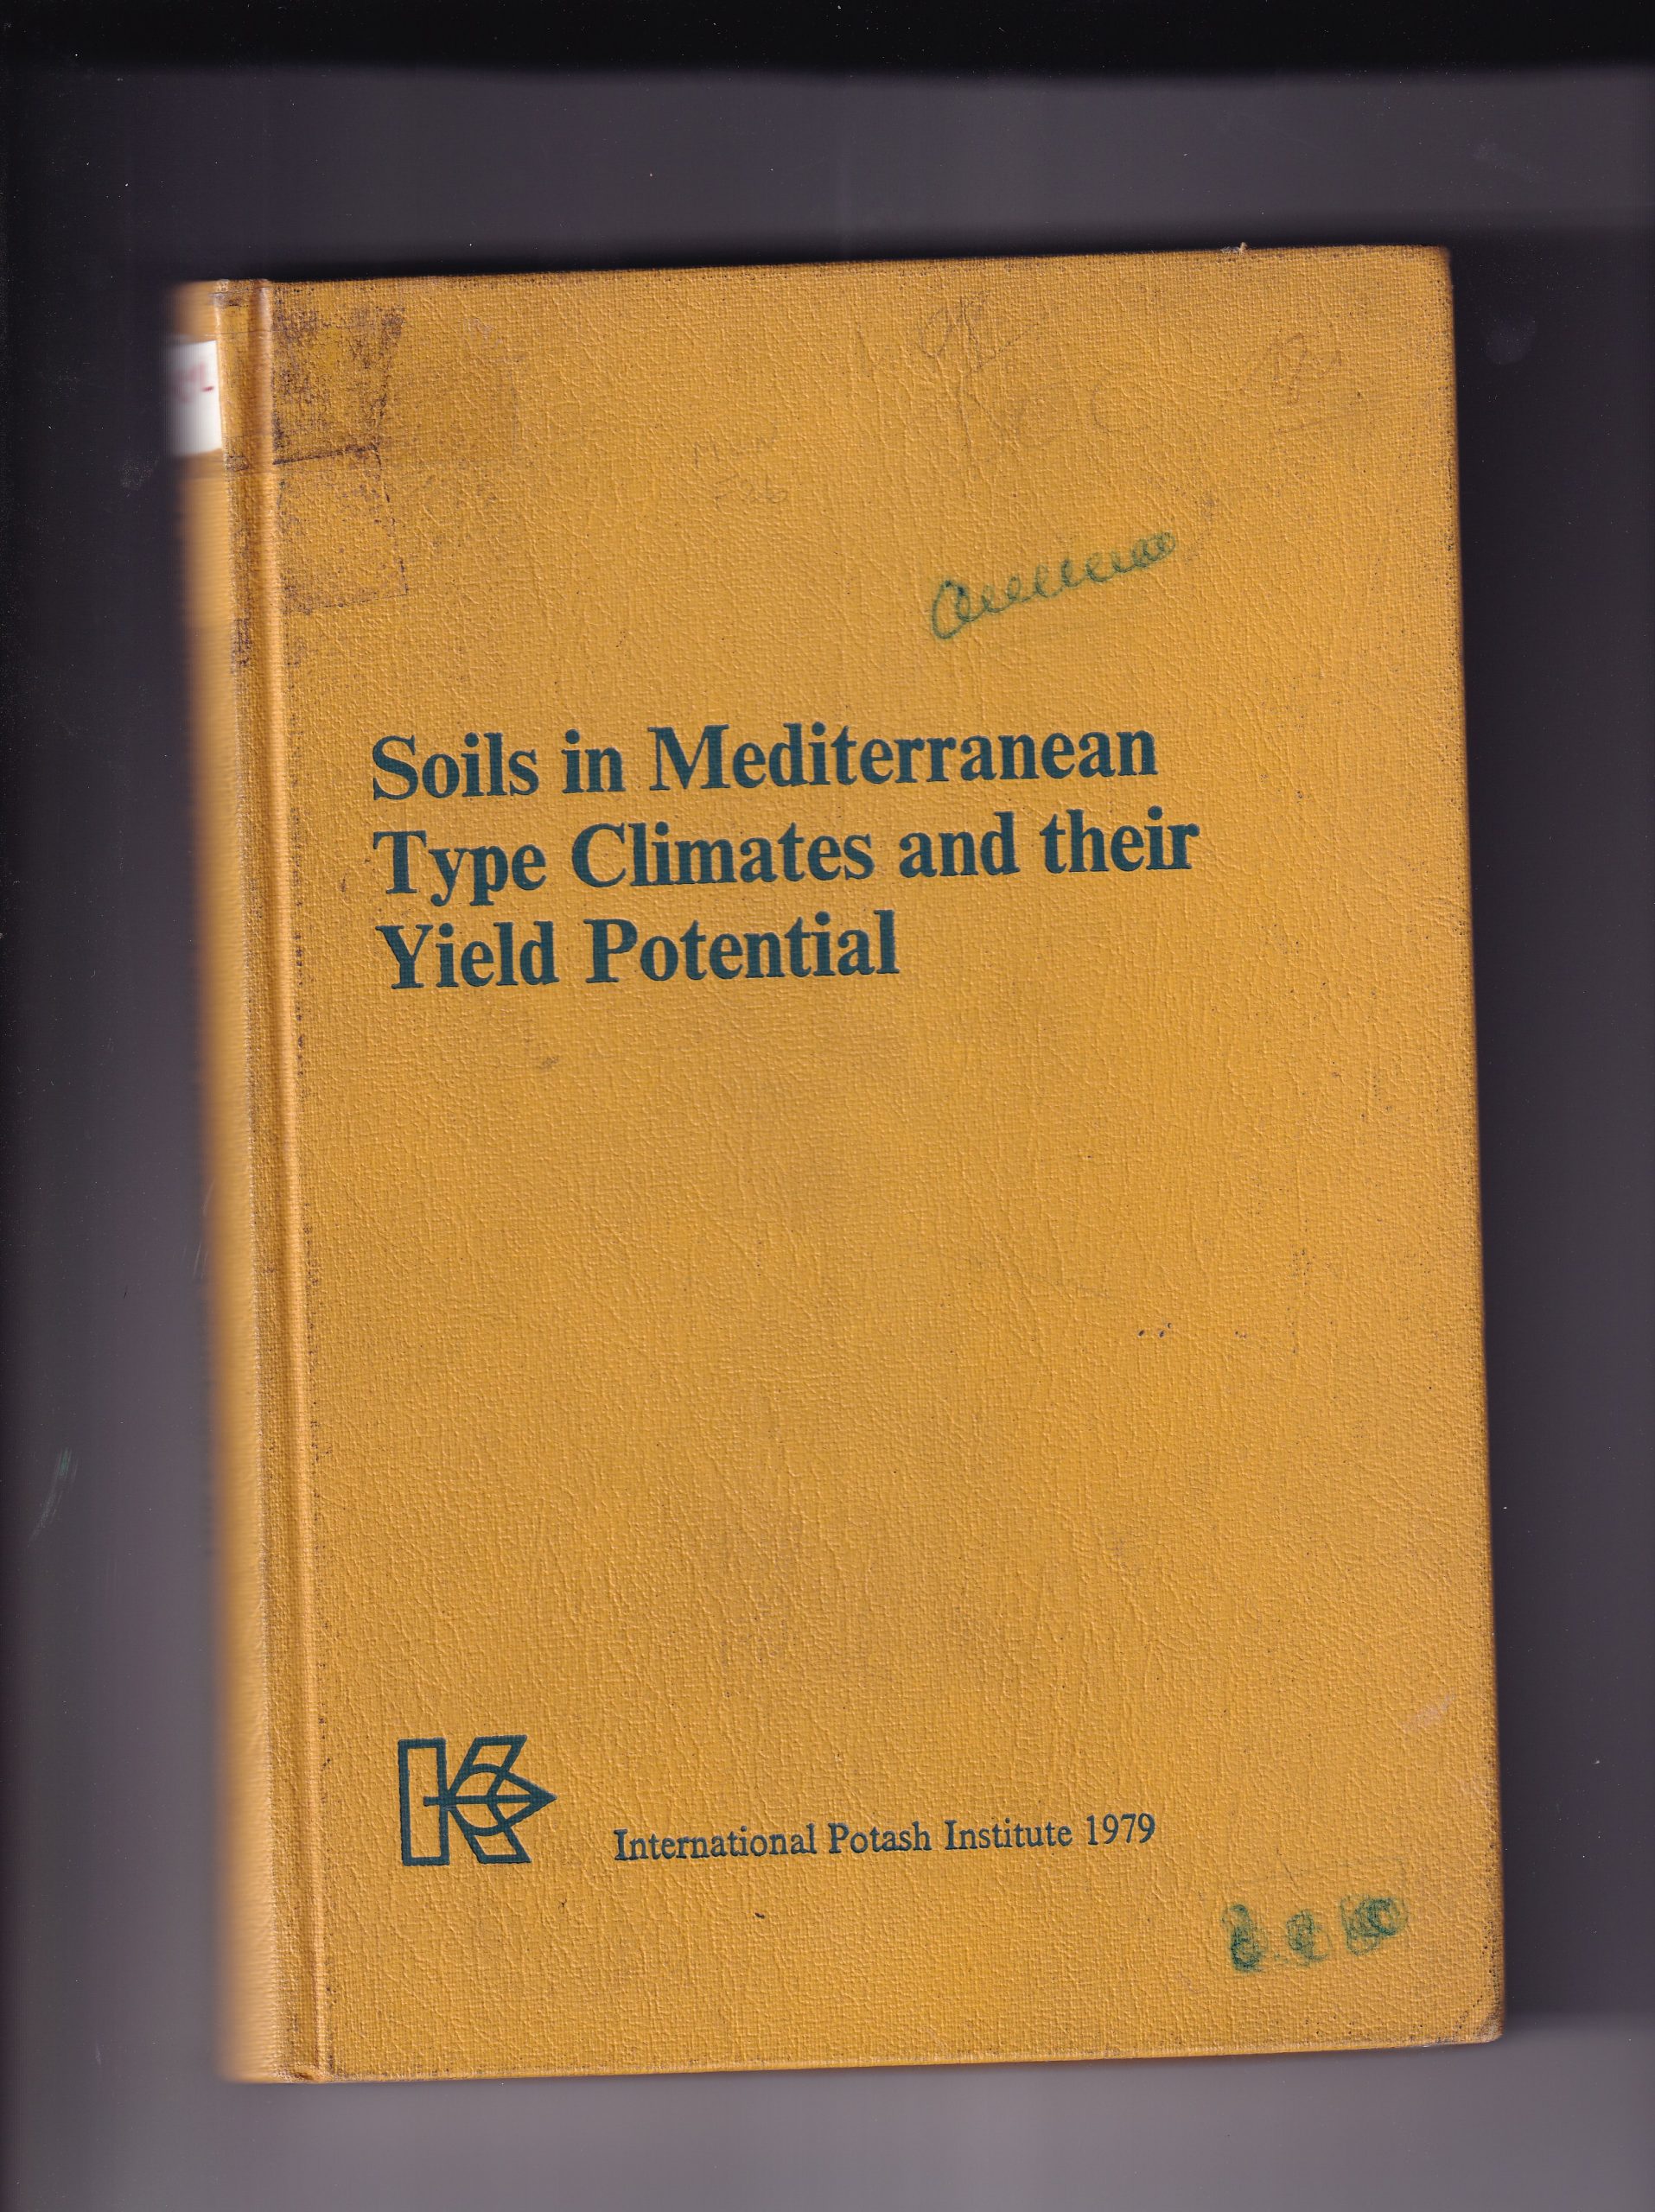 Soils in Mediterranean
Type Climates and their
Yield Potential
K
International Potash Institute 1979